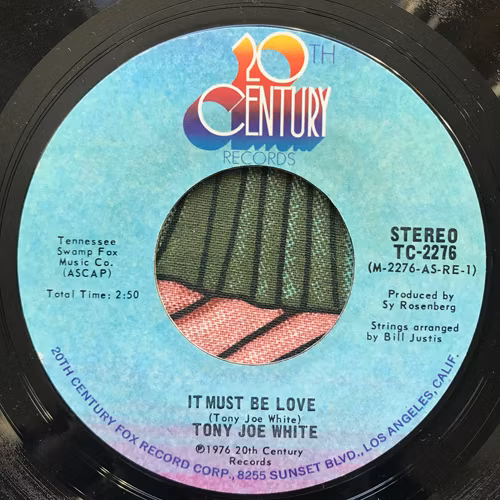 20TH
CENTURY
RECORDS
Tennessee
Swamp Fox
Music Co.
(ASCAP)
Total Time: 2:50
STEREO
TC-2276
(M-2276-AS-RE-1)
Produced by
Sy Rosenberg
Strings arranged
by Bill Justis
IT MUST BE LOVE
(Tony Joe White)
TONY JOE WHITE
℗1976 20th Century
Records
20TH CENTURY FOX RECORD CORP., 8255 SUNSET BLVD., LOS ANGELES, CALIF.